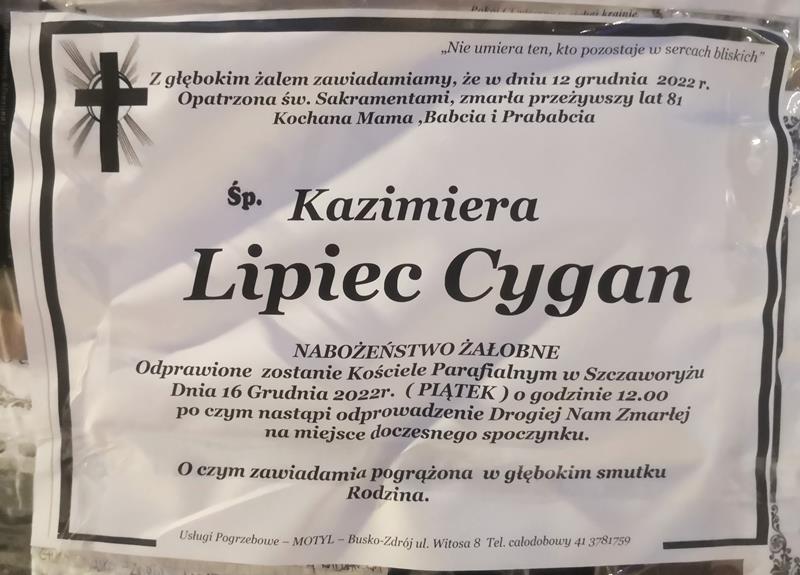 „Nie umiera ten, kto pozostaje w sercach bliskich”
Z głębokim żalem zawiadamiamy, że w dniu 12 grudnia 2022 r.
Opatrzona św. Sakramentami, zmarła przeżywszy lat 81
Kochana Mama ,Babcia i Prababcia
Śp. Kazimiera
Lipiec Cygan
NABOŻEŃSTWO ŻAŁOBNE
Odprawione zostanie Kościele Parafialnym w Szczaworyżu
Dnia 16 Grudnia 2022r. ( PIĄTEK ) o godzinie 12.00
po czym nastąpi odprowadzenie Drogiej Nam Zmarłej
na miejsce doczesnego spoczynku.
O czym zawiadamia pogrążona w głębokim smutku
Rodzina.
Usługi Pogrzebowe – MOTYL – Busko-Zdrój ul. Witosa 8 Tel. całodobowy 41 3781759